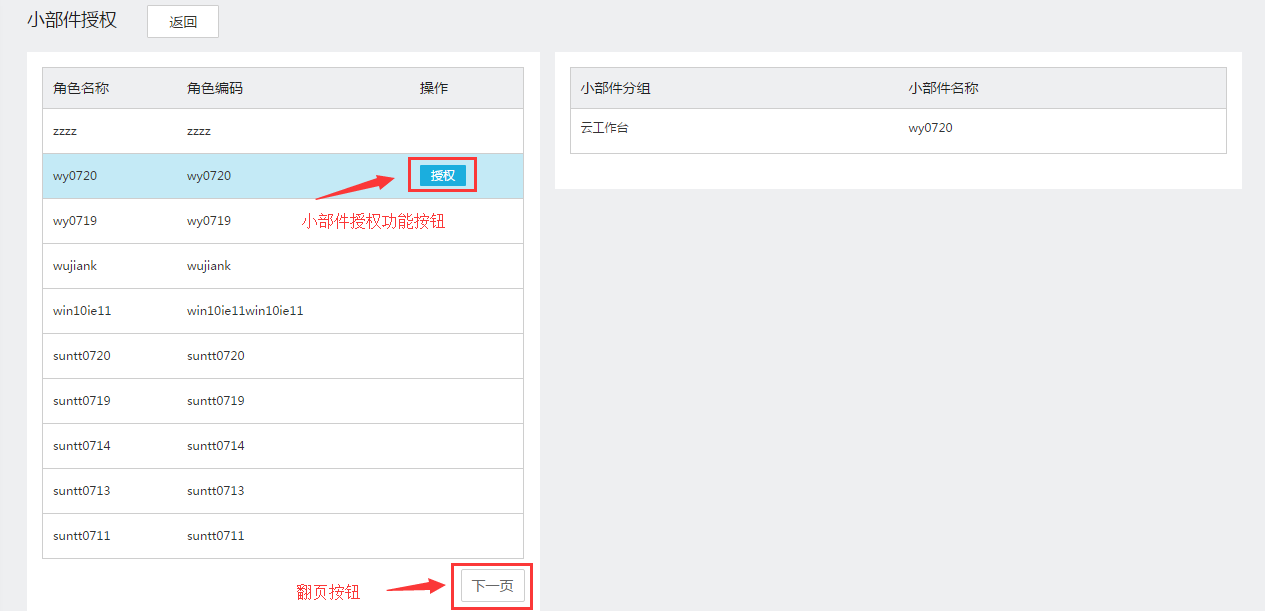 小部件授权 返回
角色名称 角色编码 操作
zzzz zzzz
wy0720 wy0720 授权
wy0719 wy0719 小部件授权功能按钮
wujiank wujiank
win10ie11 win10ie11win10ie11
suntt0720 suntt0720
suntt0719 suntt0719
suntt0714 suntt0714
suntt0713 suntt0713
suntt0711 suntt0711
翻页按钮 下一页
小部件分组 小部件名称
云工作台 wy0720